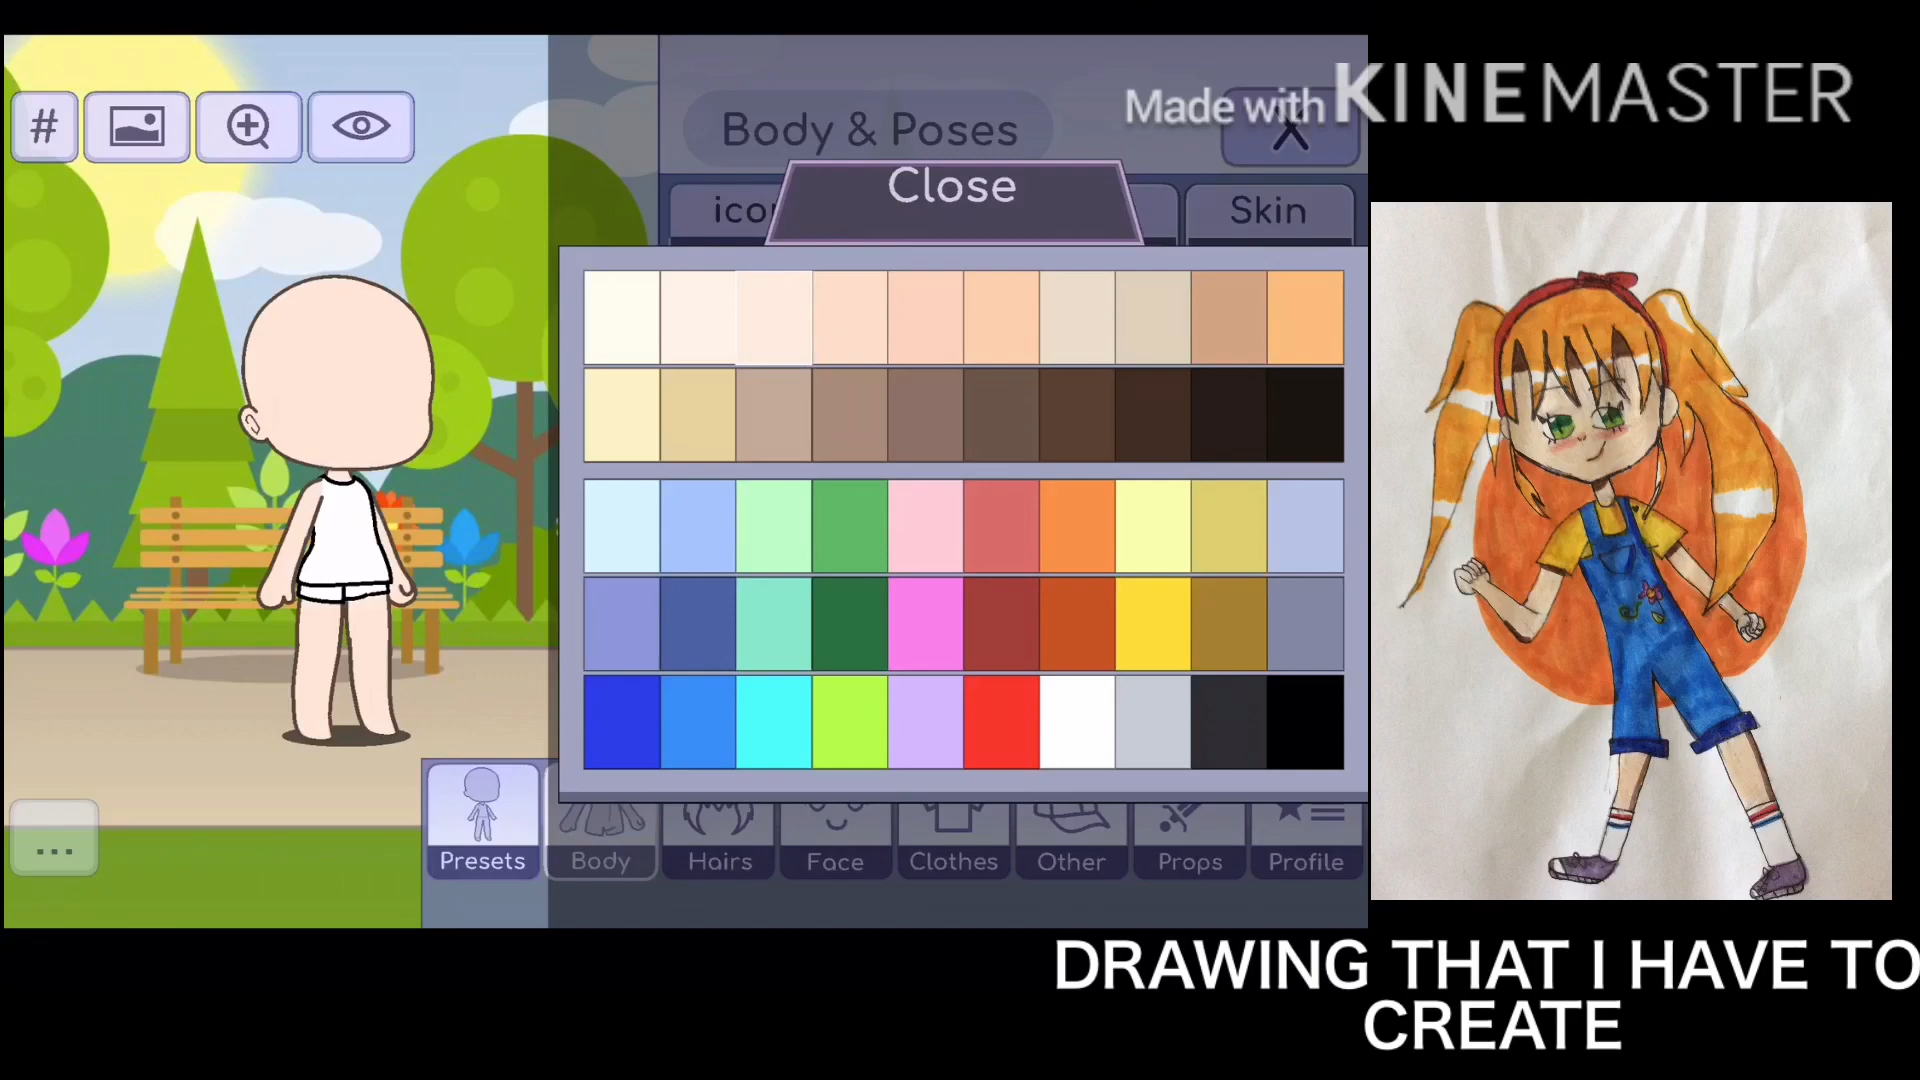 Made with KINEMASTER
#
Body & Poses
X
Close
Skin
...
Presets
Body
Hairs
Face
Clothes
Other
Props
Profile
DRAWING THAT I HAVE TO
CREATE